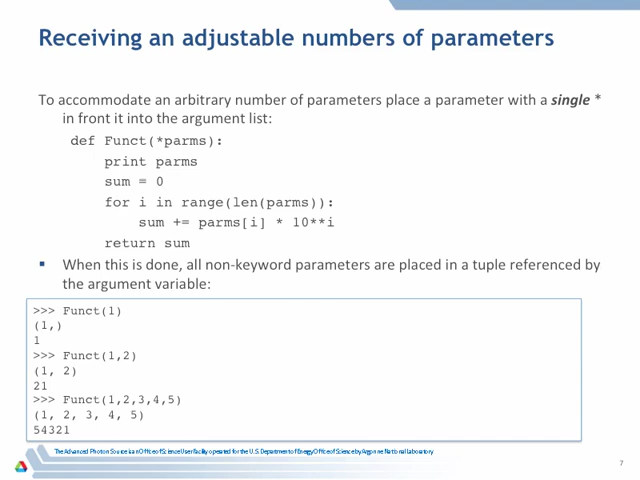 Receiving an adjustable numbers of parameters
To accommodate an arbitrary number of parameters place a parameter with a single *
in front it into the argument list:
def Funct(*parms):
print parms
sum = 0
for i in range(len(parms)):
sum += parms[i] * 10**i
return sum
▪ When this is done, all non-keyword parameters are placed in a tuple referenced by
the argument variable:
>>> Funct(1)
(1,)
1
>>> Funct(1,2)
(1, 2)
21
>>> Funct(1,2,3,4,5)
(1, 2, 3, 4, 5)
54321
The Advanced Photon Source is an Office of Science User Facility operated for the U.S. Department of Energy Office of Science by Argonne National Laboratory
7